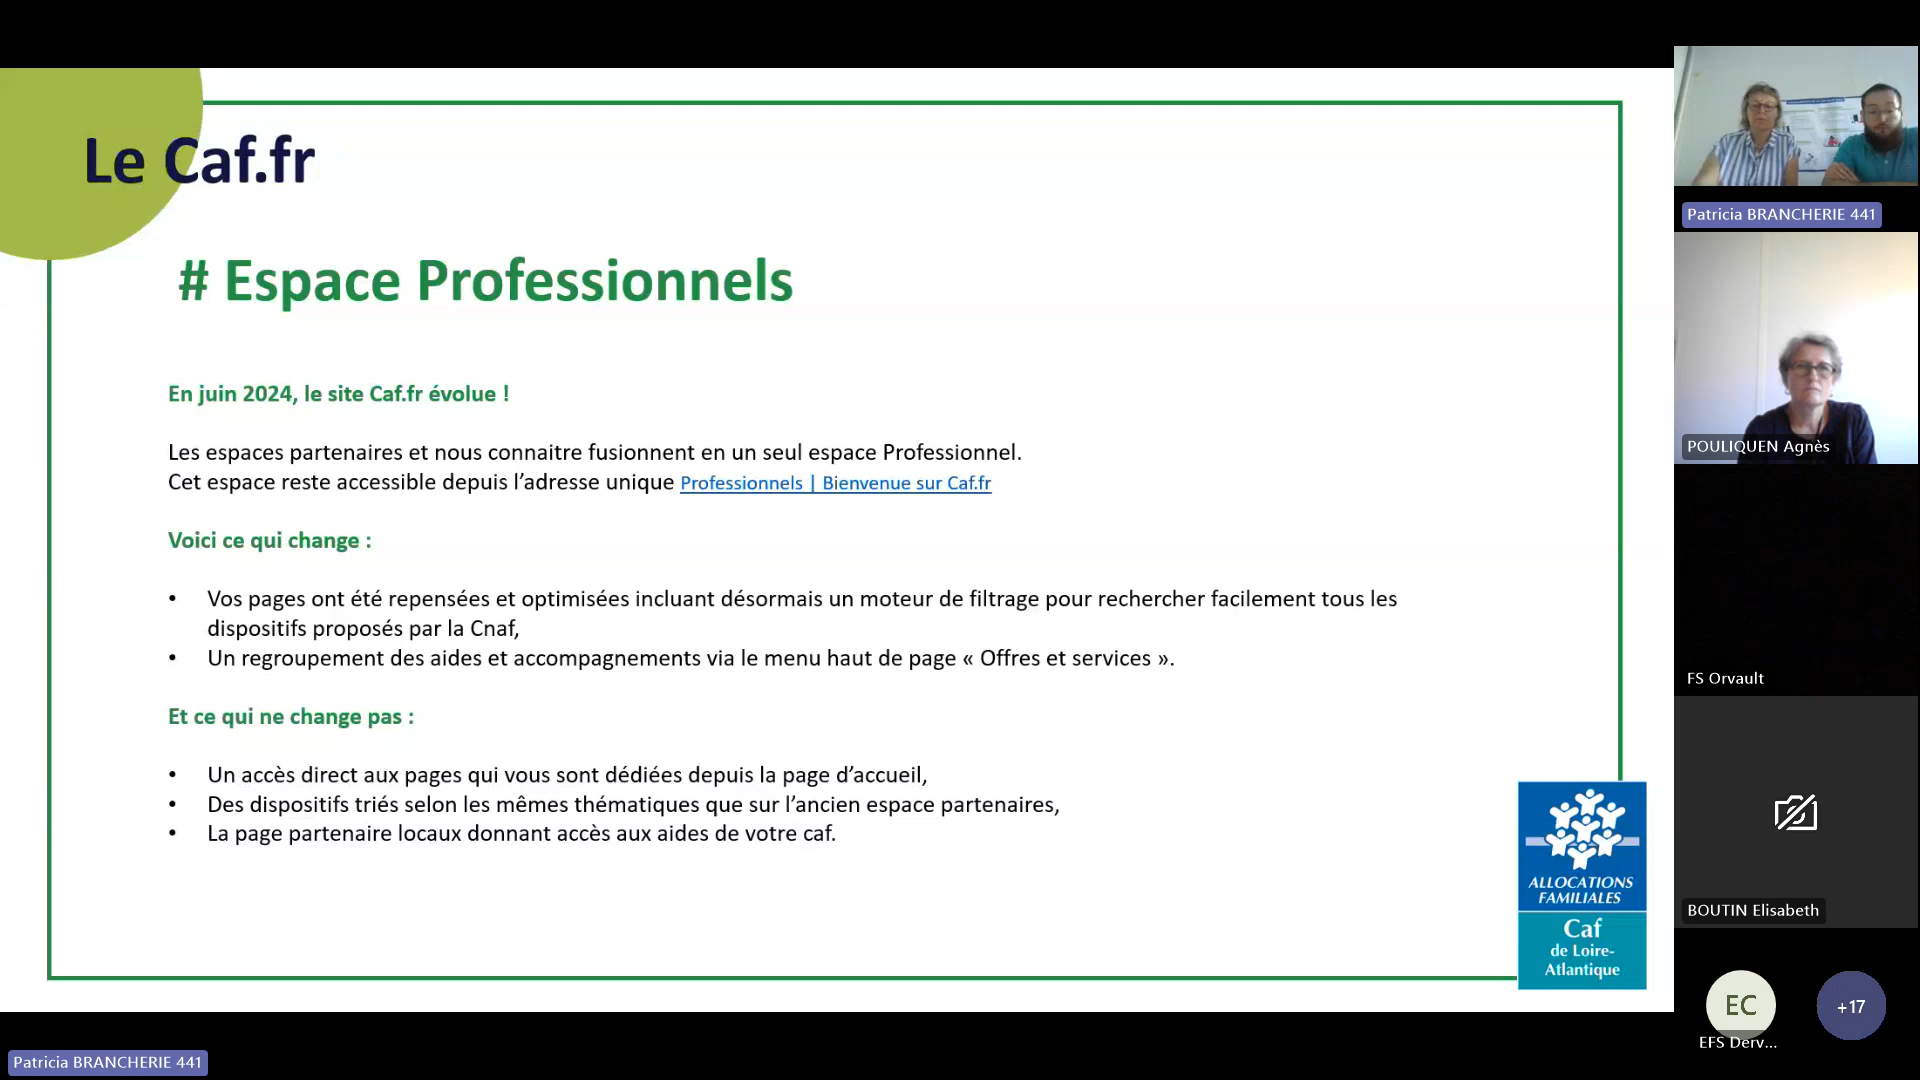 Le Caf.fr
# Espace Professionnels
En juin 2024, le site Caf.fr évolue !
Les espaces partenaires et nous connaitre fusionnent en un seul espace Professionnel.
Cet espace reste accessible depuis l’adresse unique Professionnels | Bienvenue sur Caf.fr
Voici ce qui change :
• Vos pages ont été repensées et optimisées incluant désormais un moteur de filtrage pour rechercher facilement tous les
dispositifs proposés par la Cnaf,
• Un regroupement des aides et accompagnements via le menu haut de page « Offres et services ».
Et ce qui ne change pas :
• Un accès direct aux pages qui vous sont dédiées depuis la page d’accueil,
• Des dispositifs triés selon les mêmes thématiques que sur l’ancien espace partenaires,
• La page partenaire locaux donnant accès aux aides de votre caf.
ALLOCATIONS
FAMILIALES
Caf
de Loire-
Atlantique
Patricia BRANCHERIE 441
Patricia BRANCHERIE 441
POULIQUEN Agnès
FS Orvault
BOUTIN Elisabeth
EC
EFS Derv...
+17